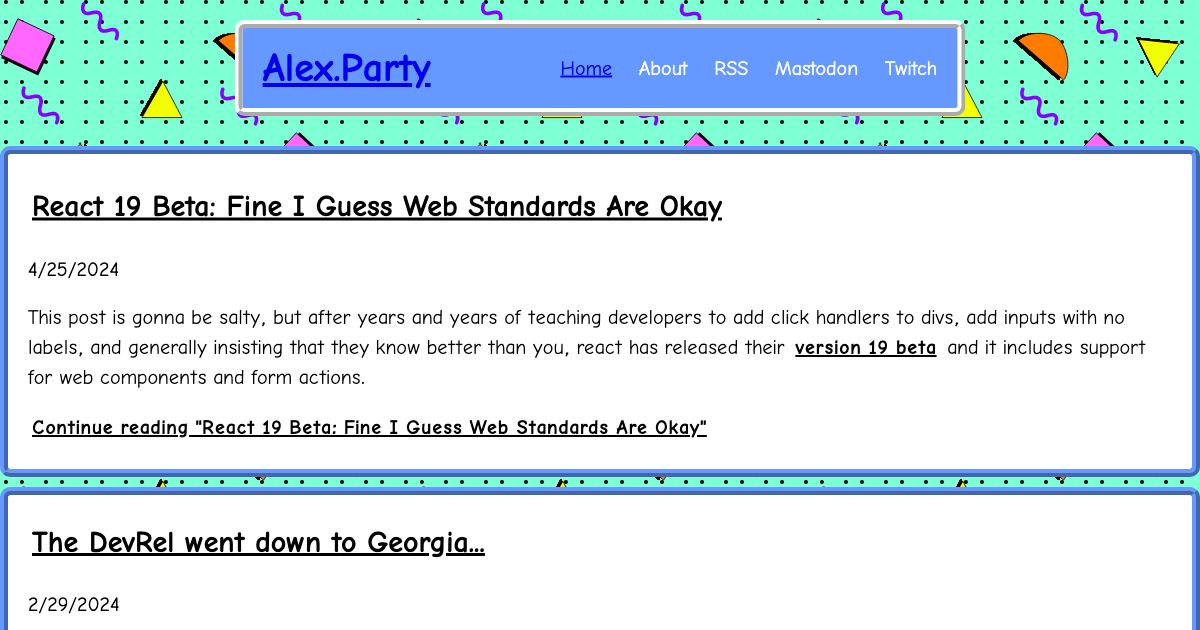 Alex.Party
Home About RSS Mastodon Twitch
React 19 Beta: Fine I Guess Web Standards Are Okay
4/25/2024
This post is gonna be salty, but after years and years of teaching developers to add click handlers to divs, add inputs with no
labels, and generally insisting that they know better than you, react has released their version 19 beta and it includes support
for web components and form actions.
Continue reading "React 19 Beta: Fine I Guess Web Standards Are Okay"
The DevRel went down to Georgia...
2/29/2024